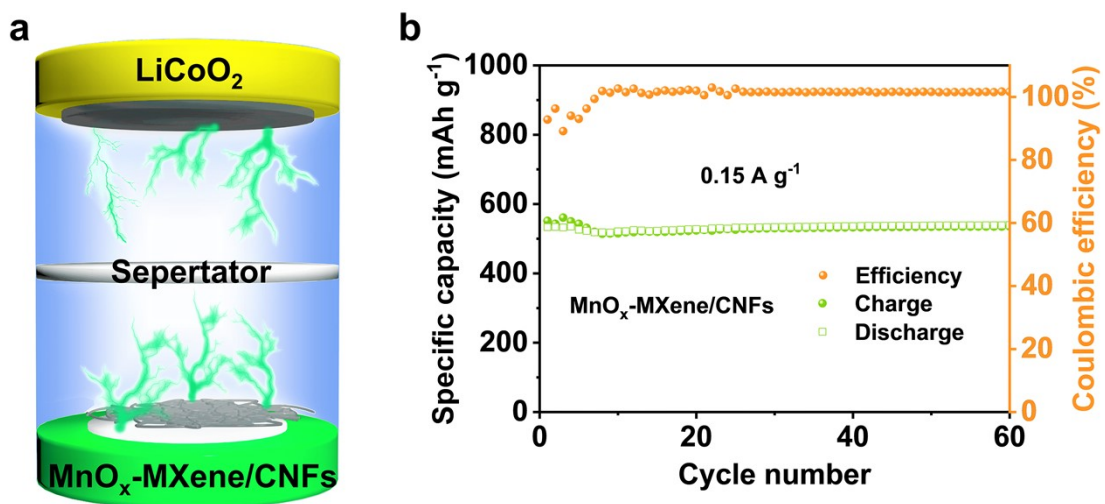 a
LiCoO₂
Sepertator
MnOₓ-MXene/CNFs
b
Specific capacity (mAh g⁻¹)
1000
800
600
400
200
0
0.15 A g⁻¹
MnOₓ-MXene/CNFs
Efficiency
Charge
Discharge
0
20
40
60
Cycle number
100
80
60
40
20
0
Coulombic efficiency (%)